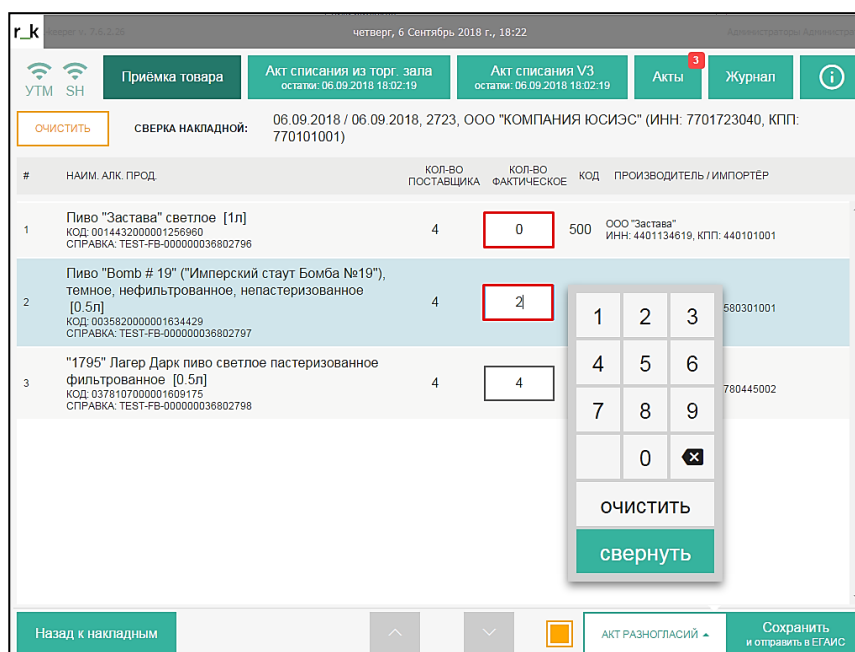 r_k
eeper v. 7.6.2.26
четверг, 6 Сентябрь 2018 г., 18:22
УТМ SH
Приёмка товара
Акт списания из торг. зала
остатки: 06.09.2018 18:02:19
Акт списания V3
остатки: 06.09.2018 18:02:19
Акты
3
Журнал
ОЧИСТИТЬ
СВЕРКА НАКЛАДНОЙ:
06.09.2018 / 06.09.2018, 2723, ООО "КОМПАНИЯ ЮСИЭС" (ИНН: 7701723040, КПП:
770101001)
# НАИМ. АЛК. ПРОД. КОЛ-ВО ПОСТАВЩИКА КОЛ-ВО ФАКТИЧЕСКОЕ КОД ПРОИЗВОДИТЕЛЬ / ИМПОРТЁР
1 Пиво "Застава" светлое [1л]
КОД: 0014432000001256960
СПРАВКА: TEST-FB-000000036802796
4 0 500
ООО "Застава"
ИНН: 4401134619, КПП: 440101001
2 Пиво "Bomb # 19" ("Имперский стаут Бомба №19"),
темное, нефильтрованное, непастеризованное
[0.5л]
КОД: 0035820000001634429
СПРАВКА: TEST-FB-000000036802797
4 2
580301001
3 "1795" Лагер Дарк пиво светлое пастеризованное
фильтрованное [0.5л]
КОД: 0378107000001609175
СПРАВКА: TEST-FB-000000036802798
4 4
780445002
1 2 3
4 5 6
7 8 9
0
очистить
свернуть
Назад к накладным
АКТ РАЗНОГЛАСИЙ
Сохранить
и отправить в ЕГАИС